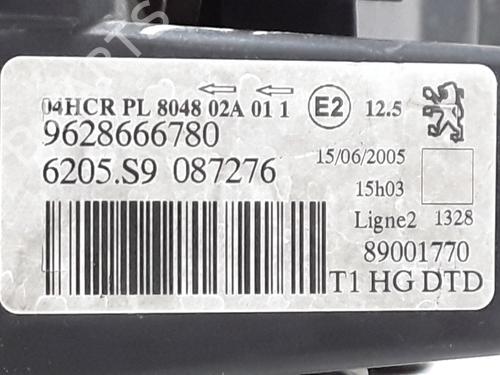 04HCR PL 8048 02A 01 1 E2 12.5
9628666780
6205.S9 087276
15/06/2005
15h03
Ligne2 1328
89001770
T1 HG DTD